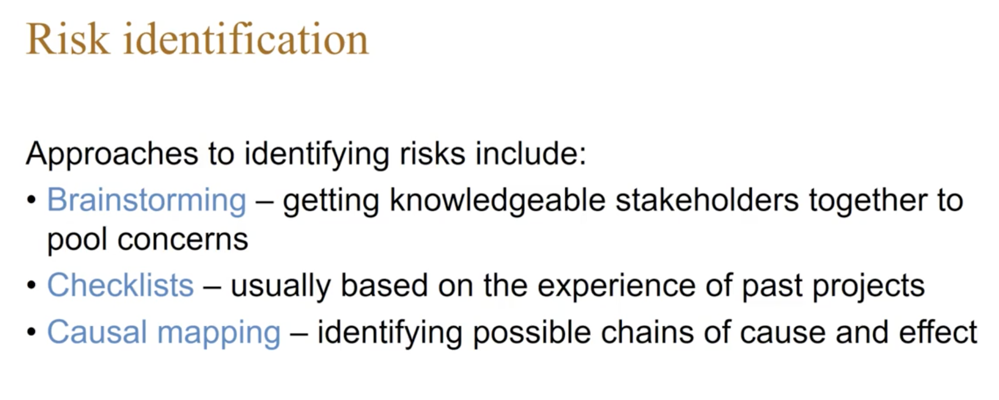 Risk identification
Approaches to identifying risks include:
• Brainstorming – getting knowledgeable stakeholders together to
pool concerns
• Checklists – usually based on the experience of past projects
• Causal mapping – identifying possible chains of cause and effect